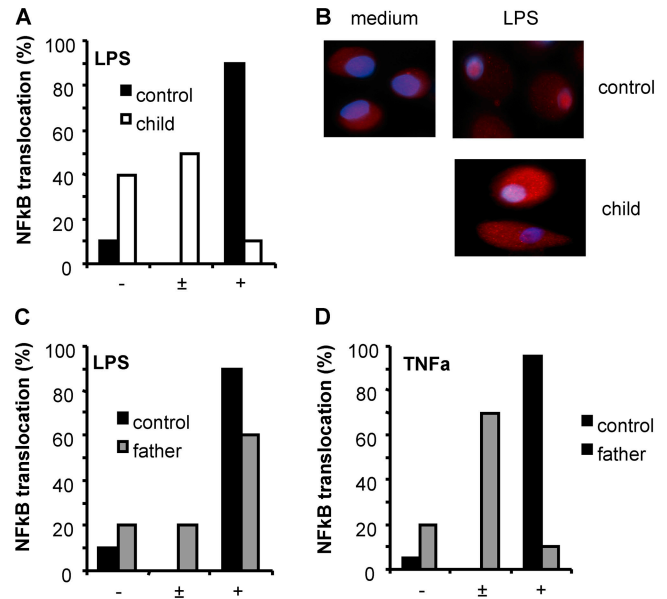 A
LPS
NFkB translocation (%)
100
80
60
40
20
0
control
child
- ± +
B
medium LPS
control
child
C
LPS
NFkB translocation (%)
100
80
60
40
20
0
control
father
- ± +
D
TNFa
NFkB translocation (%)
100
80
60
40
20
0
control
father
- ± +